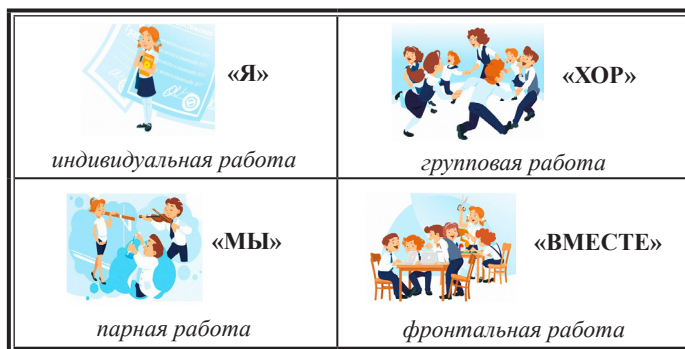 «Я»
индивидуальная работа
«ХОР»
групповая работа
«МЫ»
парная работа
«ВМЕСТЕ»
фронтальная работа